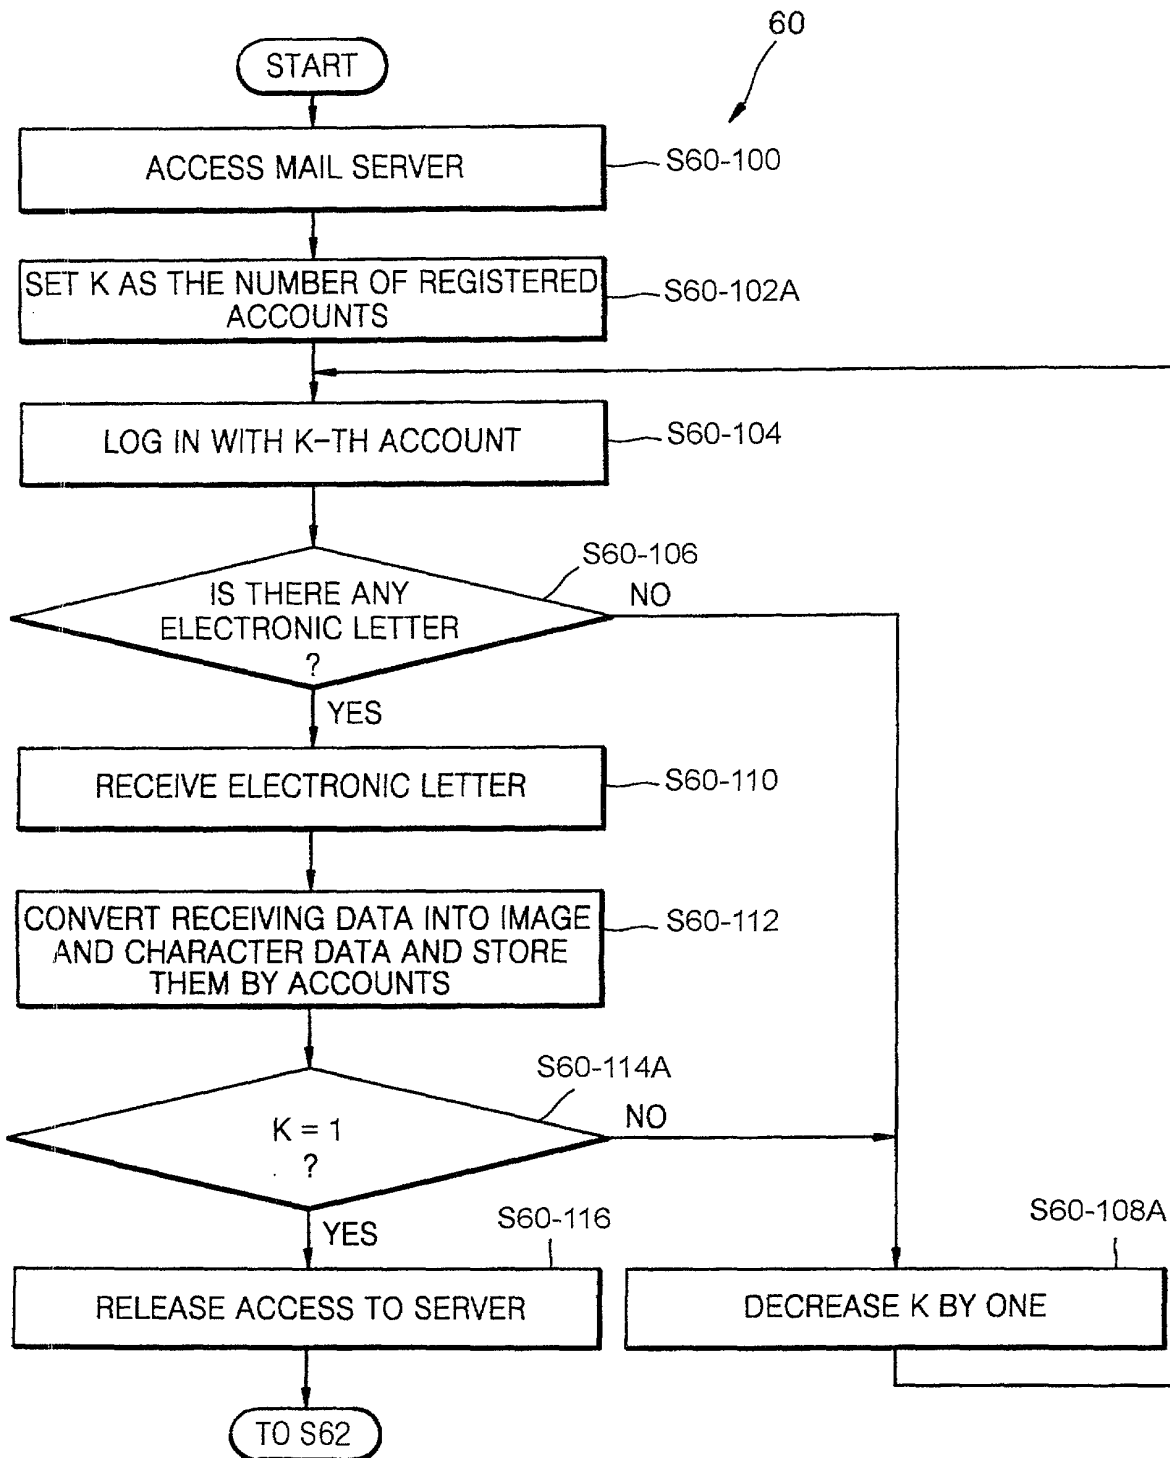 60
START
ACCESS MAIL SERVER
S60-100
SET K AS THE NUMBER OF REGISTERED
ACCOUNTS
S60-102A
LOG IN WITH K-TH ACCOUNT
S60-104
S60-106
IS THERE ANY
ELECTRONIC LETTER
?
NO
YES
RECEIVE ELECTRONIC LETTER
S60-110
CONVERT RECEIVING DATA INTO IMAGE
AND CHARACTER DATA AND STORE
THEM BY ACCOUNTS
S60-112
S60-114A
K = 1
?
NO
YES
S60-116
RELEASE ACCESS TO SERVER
S60-108A
DECREASE K BY ONE
TO S62